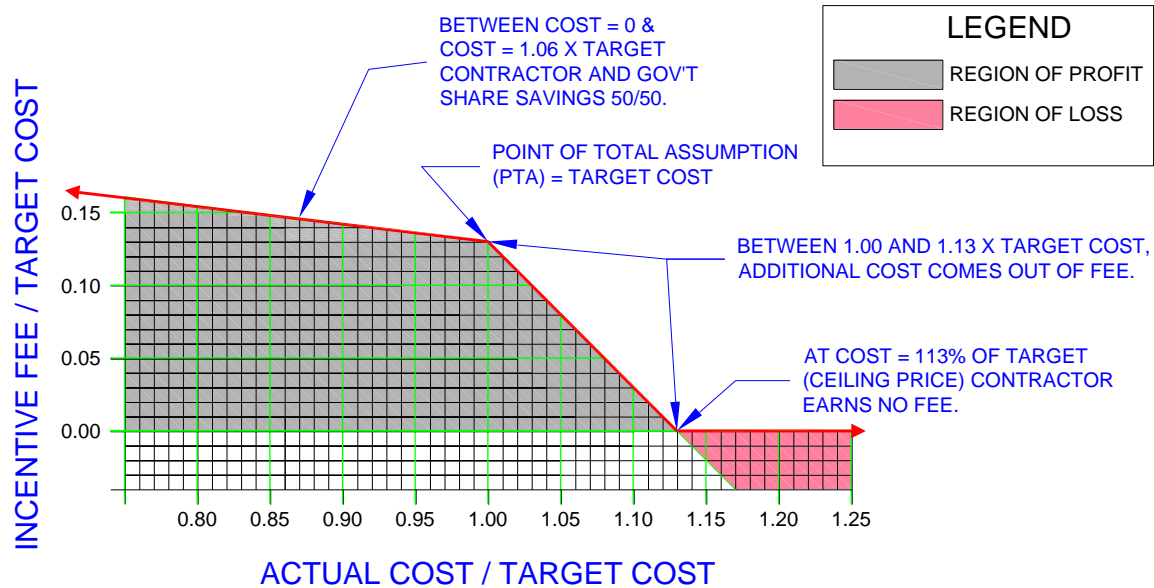 BETWEEN COST = 0 &
COST = 1.06 X TARGET
CONTRACTOR AND GOV'T
SHARE SAVINGS 50/50.
LEGEND
REGION OF PROFIT
REGION OF LOSS
POINT OF TOTAL ASSUMPTION
(PTA) = TARGET COST
BETWEEN 1.00 AND 1.13 X TARGET COST,
ADDITIONAL COST COMES OUT OF FEE.
AT COST = 113% OF TARGET
(CEILING PRICE) CONTRACTOR
EARNS NO FEE.
INCENTIVE FEE / TARGET COST
0.15
0.10
0.05
0.00
0.80 0.85 0.90 0.95 1.00 1.05 1.10 1.15 1.20 1.25
ACTUAL COST / TARGET COST